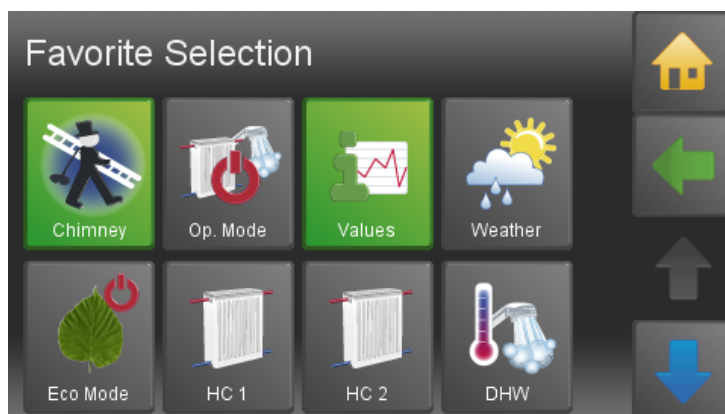 Favorite Selection
Chimney
Op. Mode
Values
Weather
Eco Mode
HC 1
HC 2
DHW